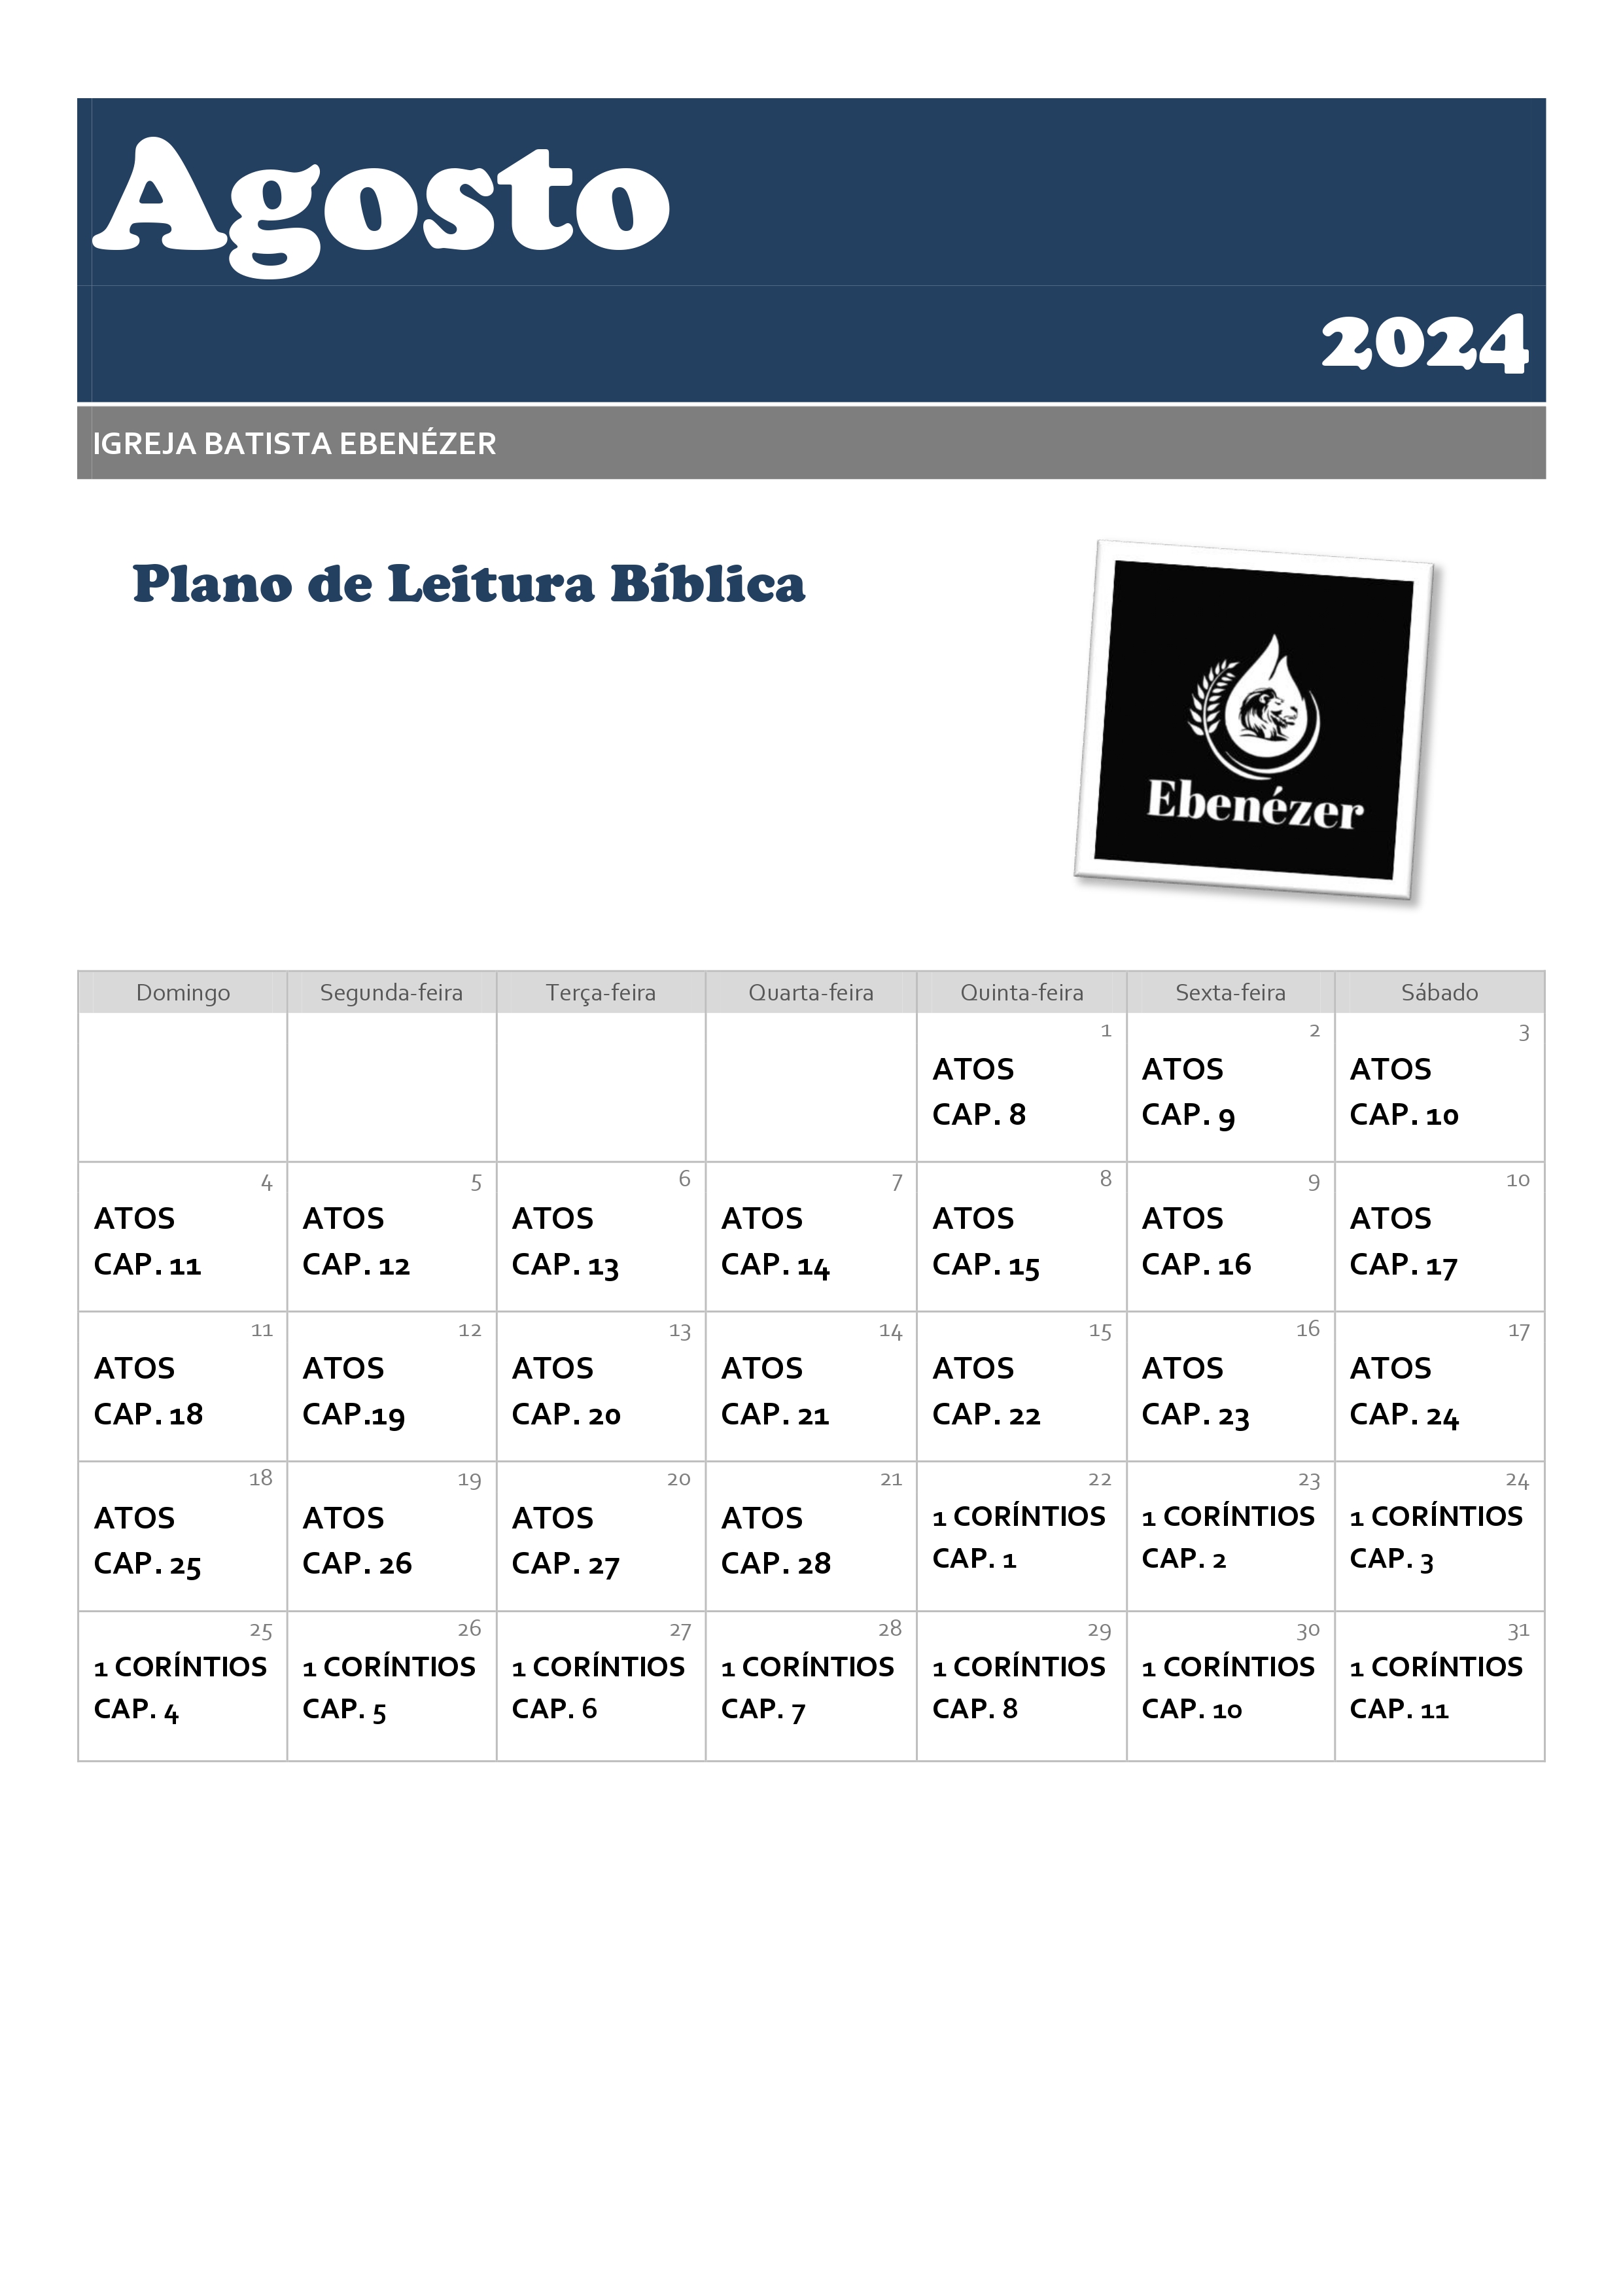 Agosto
2024
IGREJA BATISTA EBENÉZER
Plano de Leitura Bíblica
Ebenézer
Domingo Segunda-feira Terça-feira Quarta-feira Quinta-feira Sexta-feira Sábado
1 2 3
ATOS ATOS ATOS
CAP. 8 CAP. 9 CAP. 10
4 5 6 7 8 9 10
ATOS ATOS ATOS ATOS ATOS ATOS ATOS
CAP. 11 CAP. 12 CAP. 13 CAP. 14 CAP. 15 CAP. 16 CAP. 17
11 12 13 14 15 16 17
ATOS ATOS ATOS ATOS ATOS ATOS ATOS
CAP. 18 CAP.19 CAP. 20 CAP. 21 CAP. 22 CAP. 23 CAP. 24
18 19 20 21 22 23 24
ATOS ATOS ATOS ATOS 1 CORÍNTIOS 1 CORÍNTIOS 1 CORÍNTIOS
CAP. 25 CAP. 26 CAP. 27 CAP. 28 CAP. 1 CAP. 2 CAP. 3
25 26 27 28 29 30 31
1 CORÍNTIOS 1 CORÍNTIOS 1 CORÍNTIOS 1 CORÍNTIOS 1 CORÍNTIOS 1 CORÍNTIOS 1 CORÍNTIOS
CAP. 4 CAP. 5 CAP. 6 CAP. 7 CAP. 8 CAP. 10 CAP. 11